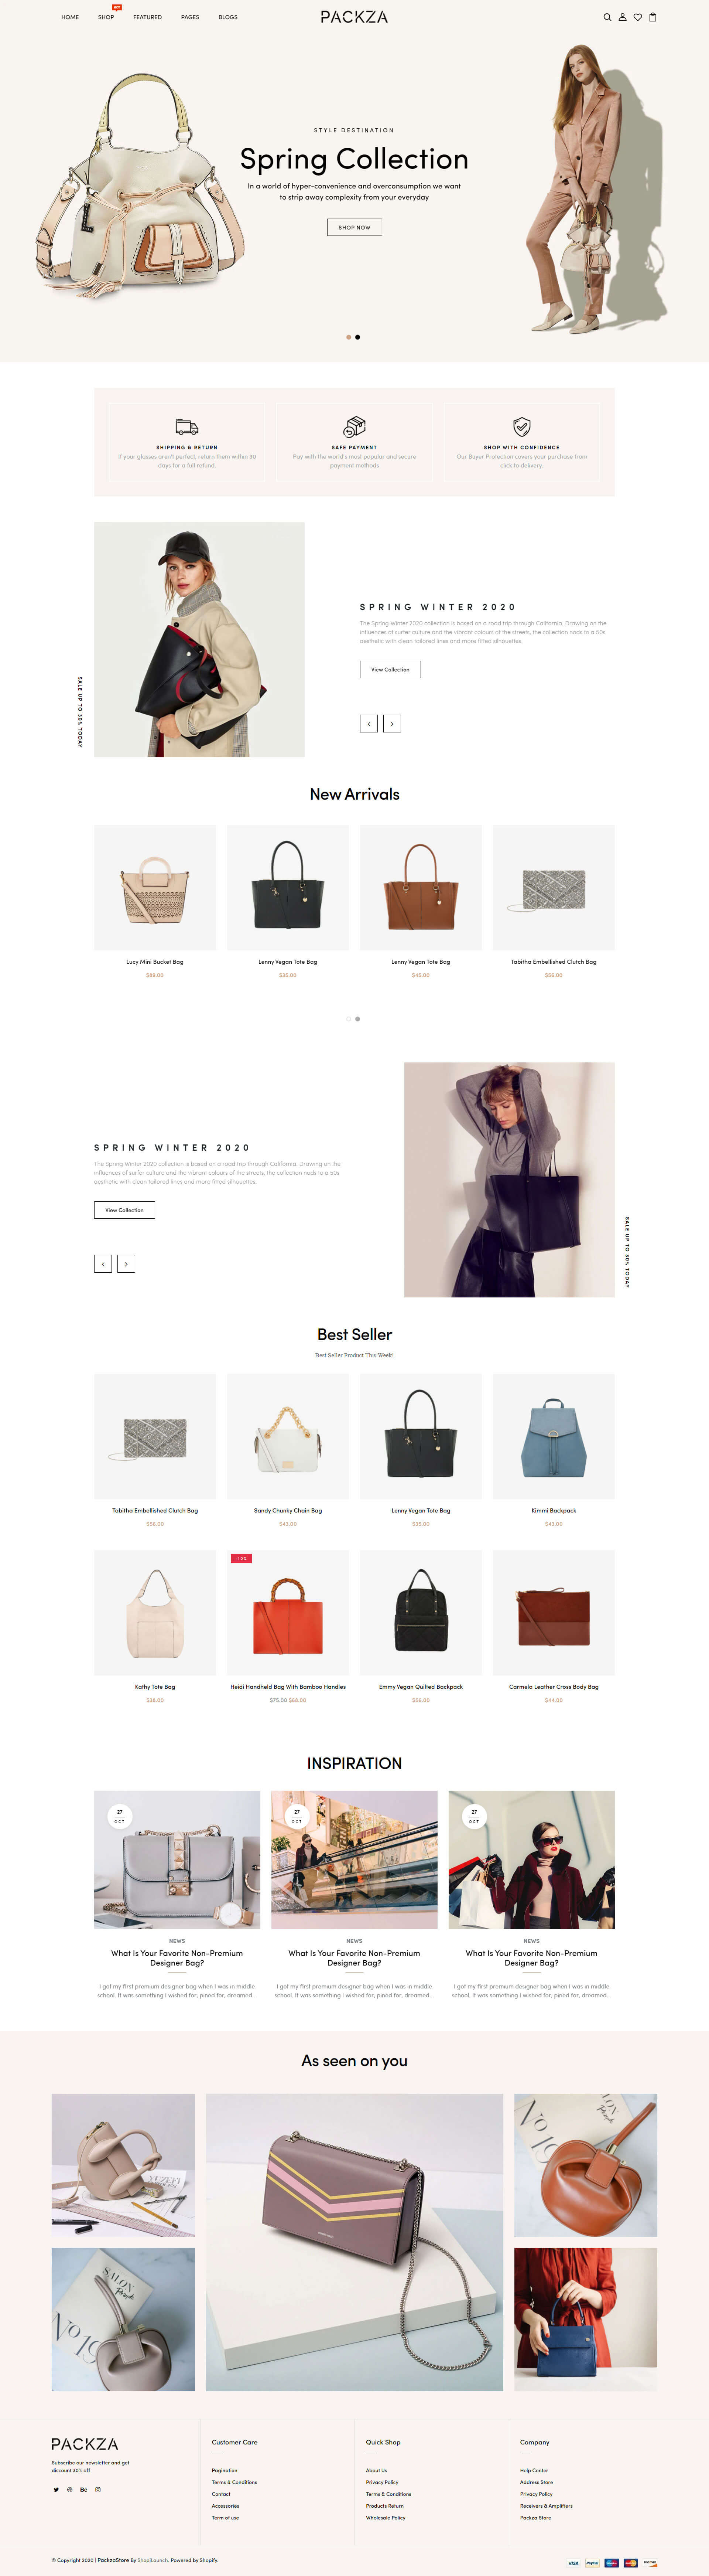 HOME
SHOP
HOT
FEATURED
PAGES
BLOGS
PACKZA
STYLE DESTINATION
Spring Collection
In a world of hyper-convenience and overconsumption we want
to strip away complexity from your everyday
SHOP NOW
SHIPPING & RETURN
If your glasses aren't perfect, return them within 30
days for a full refund.
SAFE PAYMENT
Pay with the world's most popular and secure
payment methods.
SHOP WITH CONFIDENCE
Our Buyer Protection covers your purchase from
click to delivery.
SALE UP TO 30% TODAY
SPRING WINTER 2020
The Spring Winter 2020 collection is based on a road trip through California. Drawing on the
influences of surfer culture and the vibrant colours of the streets, the collection nods to a 50s
aesthetic with clean tailored lines and more fitted silhouettes.
View Collection
New Arrivals
Lucy Mini Bucket Bag
$89.00
Lenny Vegan Tote Bag
$35.00
Lenny Vegan Tote Bag
$45.00
Tabitha Embellished Clutch Bag
$56.00
SPRING WINTER 2020
The Spring Winter 2020 collection is based on a road trip through California. Drawing on the
influences of surfer culture and the vibrant colours of the streets, the collection nods to a 50s
aesthetic with clean tailored lines and more fitted silhouettes.
View Collection
SALE UP TO 30% TODAY
Best Seller
Best Seller Product This Week!
Tabitha Embellished Clutch Bag
$56.00
Sandy Chunky Chain Bag
$43.00
Lenny Vegan Tote Bag
$35.00
Kimmi Backpack
$43.00
Kathy Tote Bag
$38.00
Heidi Handheld Bag With Bamboo Handles
$75.00 $68.00
Emmy Vegan Quilted Backpack
$56.00
Carmela Leather Cross Body Bag
$44.00
INSPIRATION
27
OCT
NEWS
What Is Your Favorite Non-Premium
Designer Bag?
I got my first premium designer bag when I was in middle
school. It was something I wished for, pined for, dreamed...
27
OCT
NEWS
What Is Your Favorite Non-Premium
Designer Bag?
I got my first premium designer bag when I was in middle
school. It was something I wished for, pined for, dreamed...
27
OCT
NEWS
What Is Your Favorite Non-Premium
Designer Bag?
I got my first premium designer bag when I was in middle
school. It was something I wished for, pined for, dreamed...
As seen on you
SALON
No 19
No 19
PACKZA
Subscribe our newsletter and get
discount 30% off
Bē
Customer Care
Pagination
Terms & Conditions
Contact
Accessories
Term of use
Quick Shop
About Us
Privacy Policy
Terms & Conditions
Products Return
Wholesale Policy
Company
Help Center
Address Store
Privacy Policy
Receivers & Amplifiers
Packza Store
© Copyright 2020 | PackzaStore By ShopiLaunch. Powered by Shopify.
VISA
PayPal